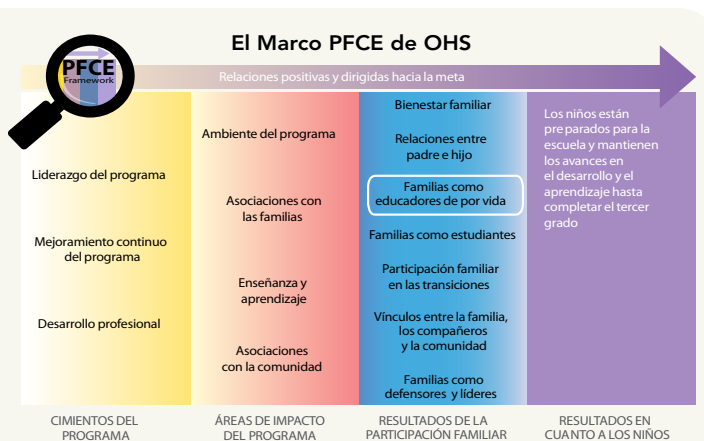 El Marco PFCE de OHS
PFCE
Framework
Relaciones positivas y dirigidas hacia la meta
Liderazgo del programa
Mejoramiento continuo
del programa
Desarrollo profesional
CIMIENTOS DEL
PROGRAMA
Ambiente del programa
Asociaciones con
las familias
Enseñanza y
aprendizaje
Asociaciones
con la comunidad
ÁREAS DE IMPACTO
DEL PROGRAMA
Bienestar familiar
Relaciones entre
padre e hijo
Familias como
educadores de por vida
Familias como estudiantes
Participación familiar
en las transiciones
Vínculos entre la familia,
los compañeros
y la comunidad
Familias como
defensores y líderes
RESULTADOS DE LA
PARTICIPACIÓN FAMILIAR
Los niños están
preparados para la
escuela y mantienen
los avances en
el desarrollo y el
aprendizaje hasta
completar el tercer
grado
RESULTADOS EN
CUANTO A LOS NIÑOS